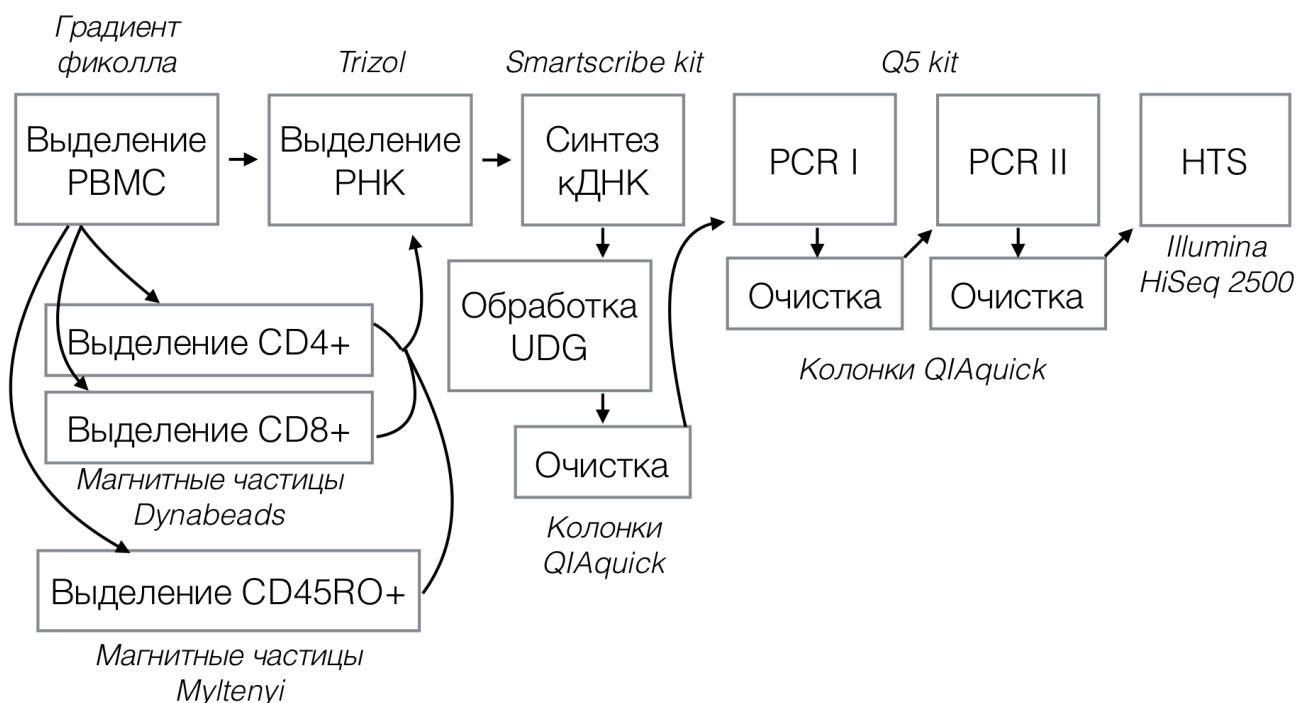 Градиент
фиколла
Trizol
Smartscribe kit
Q5 kit
Выделение
PBMC
Выделение
РНК
Синтез
кДНК
PCR I
PCR II
HTS
Illumina
HiSeq 2500
Очистка
Очистка
Колонки QIAquick
Обработка
UDG
Очистка
Колонки
QIAquick
Выделение CD4+
Выделение CD8+
Магнитные частицы
Dynabeads
Выделение CD45RO+
Магнитные частицы
Myltenyi